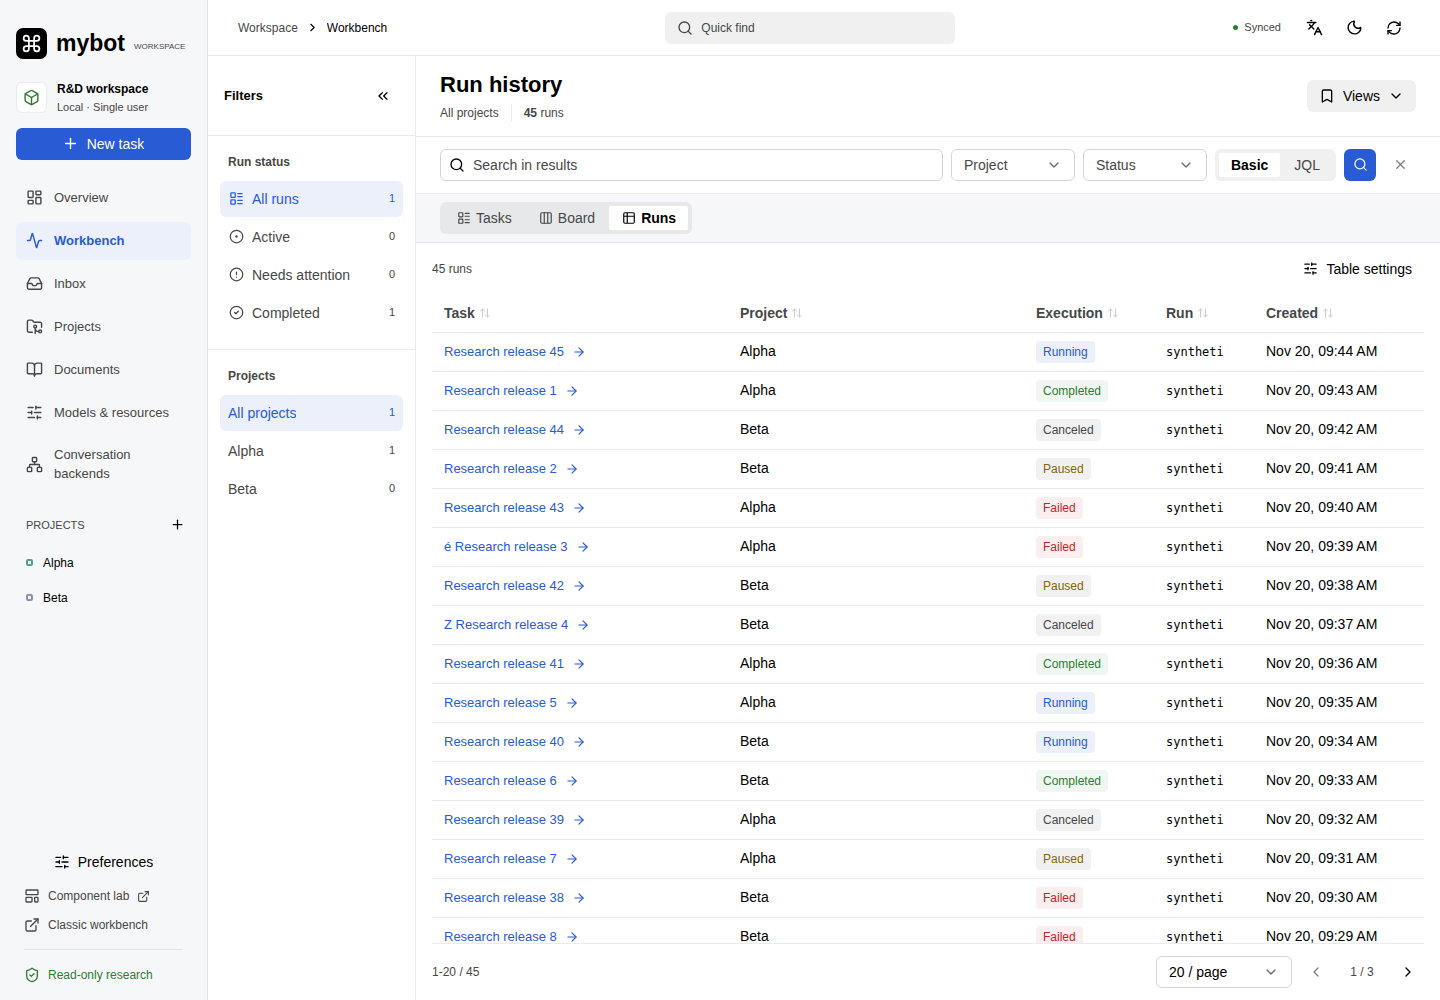 mybot WORKSPACE
R&D workspace
Local · Single user
New task
Overview
Workbench
Inbox
Projects
Documents
Models & resources
Conversation
backends
PROJECTS
Alpha
Beta
Preferences
Component lab
Classic workbench
Read-only research
Workspace Workbench
Quick find
Synced
Filters
Run status
All runs 1
Active 0
Needs attention 0
Completed 1
Projects
All projects 1
Alpha 1
Beta 0
Run history
All projects 45 runs
Views
Search in results
Project
Status
Basic JQL
Tasks Board Runs
45 runs
Table settings
Task Project Execution Run Created
Research release 45 Alpha Running syntheti Nov 20, 09:44 AM
Research release 1 Alpha Completed syntheti Nov 20, 09:43 AM
Research release 44 Beta Canceled syntheti Nov 20, 09:42 AM
Research release 2 Beta Paused syntheti Nov 20, 09:41 AM
Research release 43 Alpha Failed syntheti Nov 20, 09:40 AM
é Research release 3 Alpha Failed syntheti Nov 20, 09:39 AM
Research release 42 Beta Paused syntheti Nov 20, 09:38 AM
Z Research release 4 Beta Canceled syntheti Nov 20, 09:37 AM
Research release 41 Alpha Completed syntheti Nov 20, 09:36 AM
Research release 5 Alpha Running syntheti Nov 20, 09:35 AM
Research release 40 Beta Running syntheti Nov 20, 09:34 AM
Research release 6 Beta Completed syntheti Nov 20, 09:33 AM
Research release 39 Alpha Canceled syntheti Nov 20, 09:32 AM
Research release 7 Alpha Paused syntheti Nov 20, 09:31 AM
Research release 38 Beta Failed syntheti Nov 20, 09:30 AM
Research release 8 Beta Failed syntheti Nov 20, 09:29 AM
1-20 / 45
20 / page
1 / 3